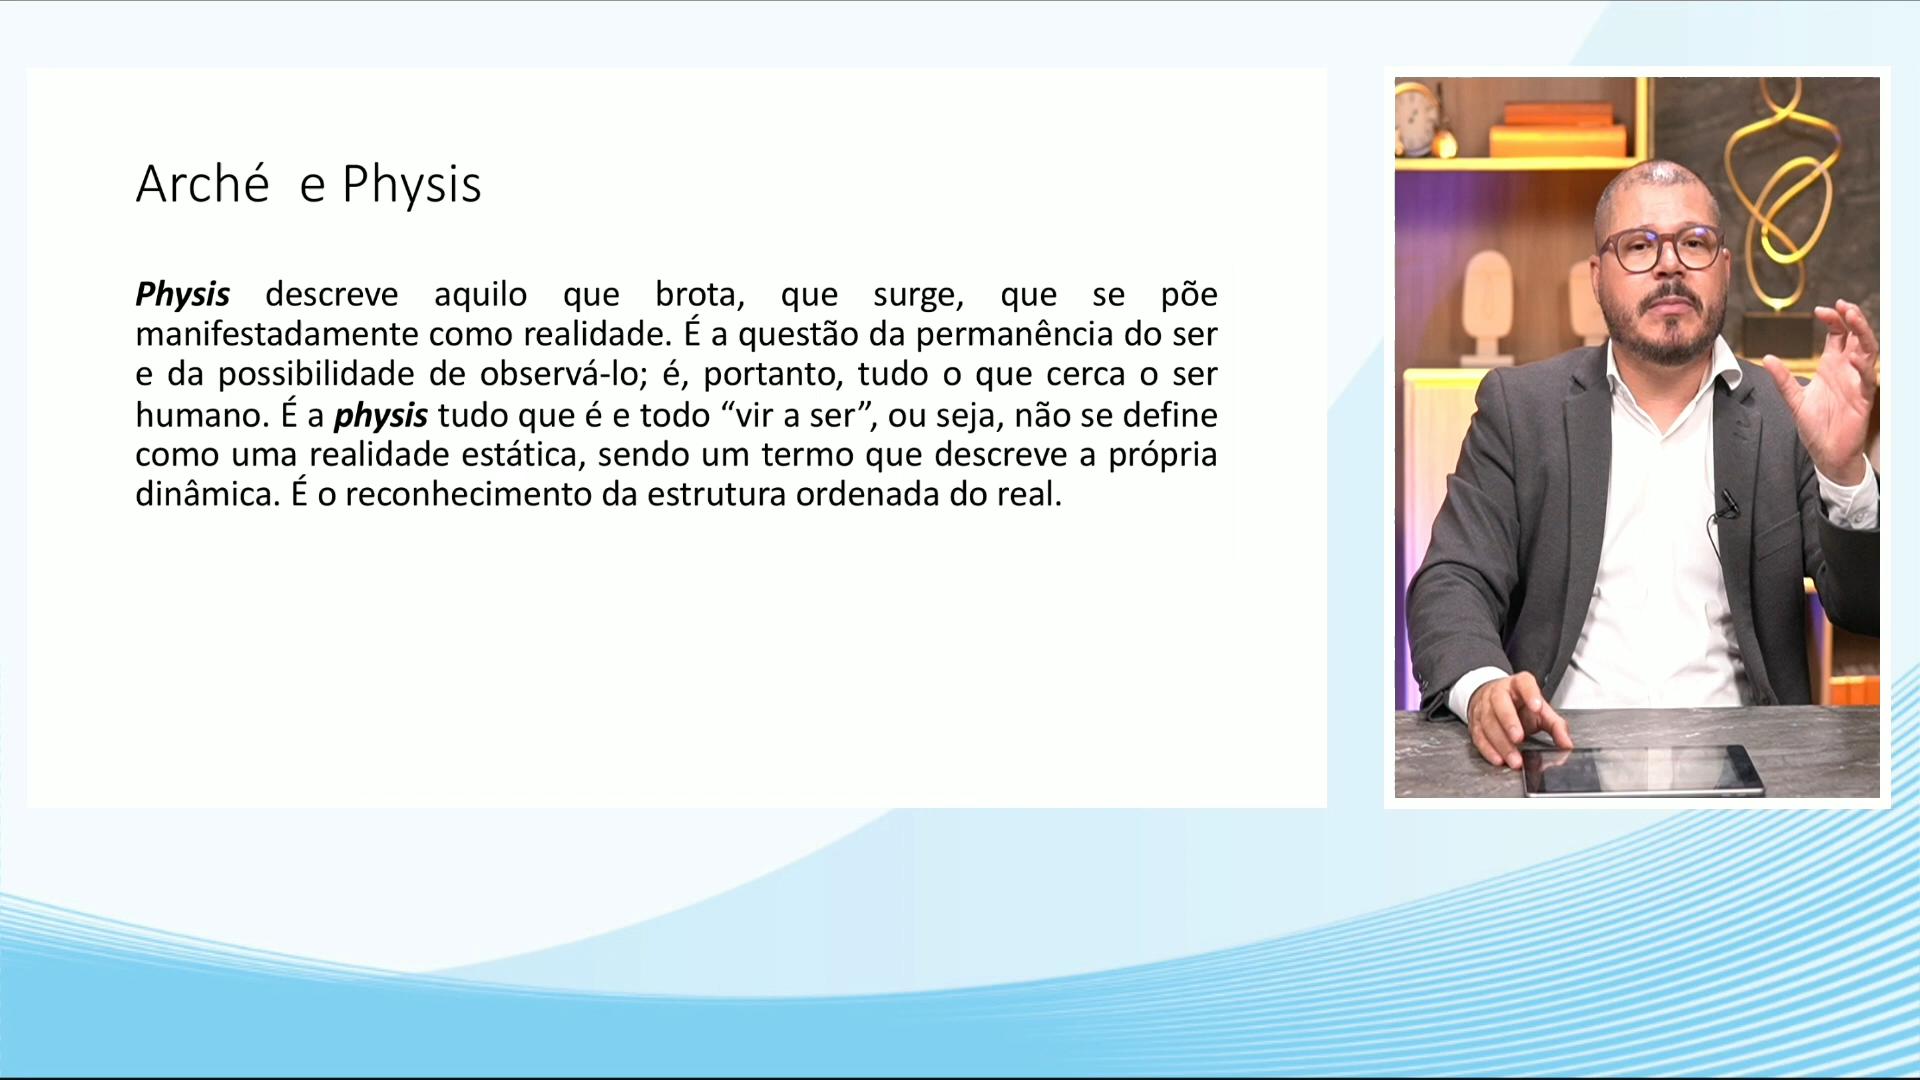 Arché e Physis
Physis descreve aquilo que brota, que surge, que se põe
manifestadamente como realidade. É a questão da permanência do ser
e da possibilidade de observá-lo; é, portanto, tudo o que cerca o ser
humano. É a physis tudo que é e todo “vir a ser”, ou seja, não se define
como uma realidade estática, sendo um termo que descreve a própria
dinâmica. É o reconhecimento da estrutura ordenada do real.